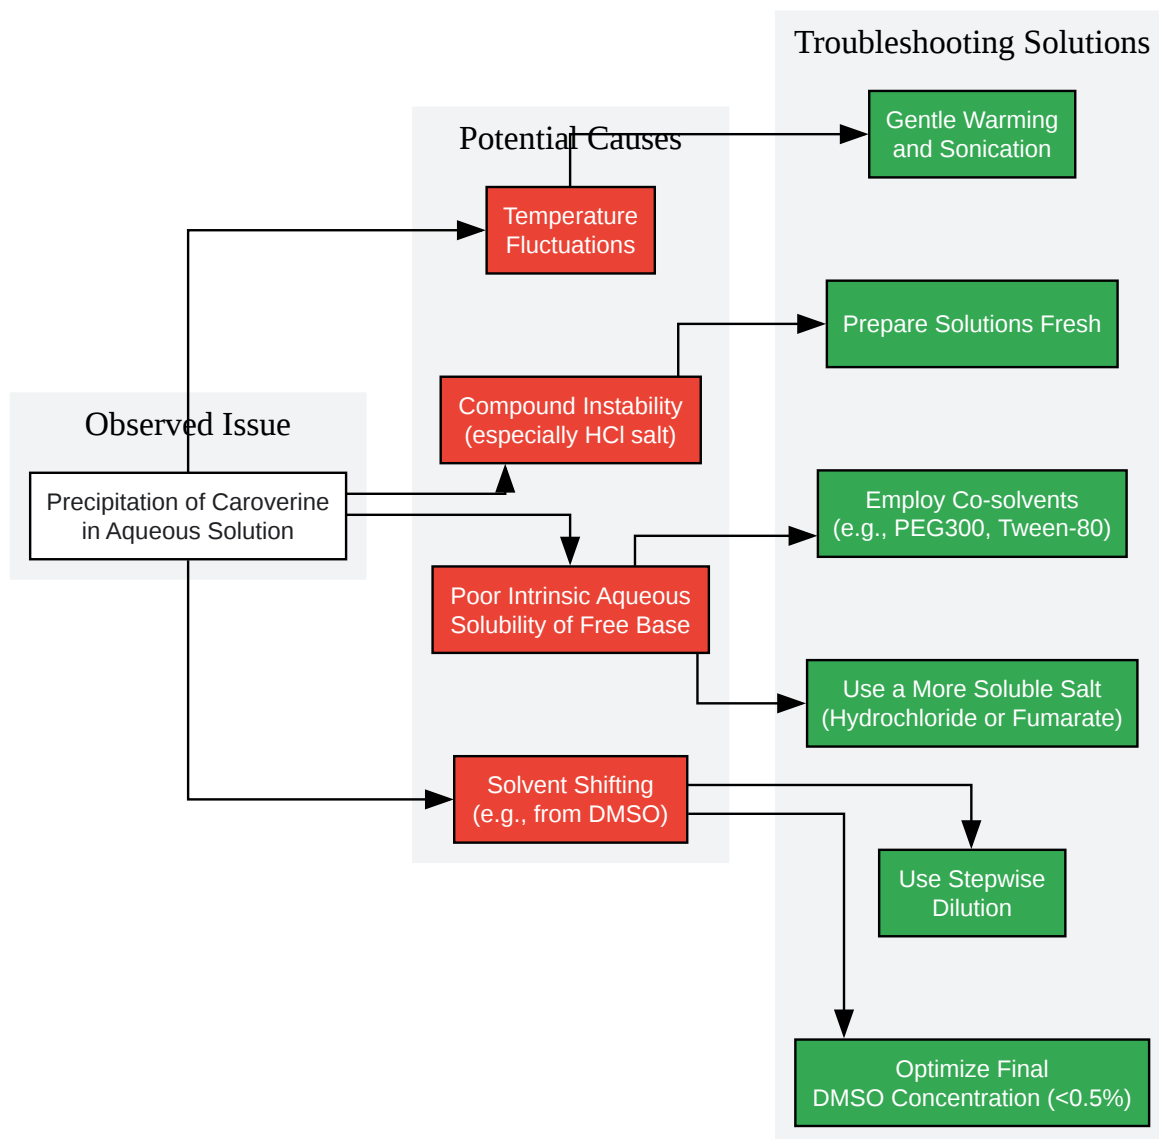 Troubleshooting Solutions
Gentle Warming
and Sonication
Potential Causes
Temperature
Fluctuations
Prepare Solutions Fresh
Compound Instability
(especially HCl salt)
Observed Issue
Precipitation of Caroverine
in Aqueous Solution
Employ Co-solvents
(e.g., PEG300, Tween-80)
Poor Intrinsic Aqueous
Solubility of Free Base
Use a More Soluble Salt
(Hydrochloride or Fumarate)
Solvent Shifting
(e.g., from DMSO)
Use Stepwise
Dilution
Optimize Final
DMSO Concentration (<0.5%)